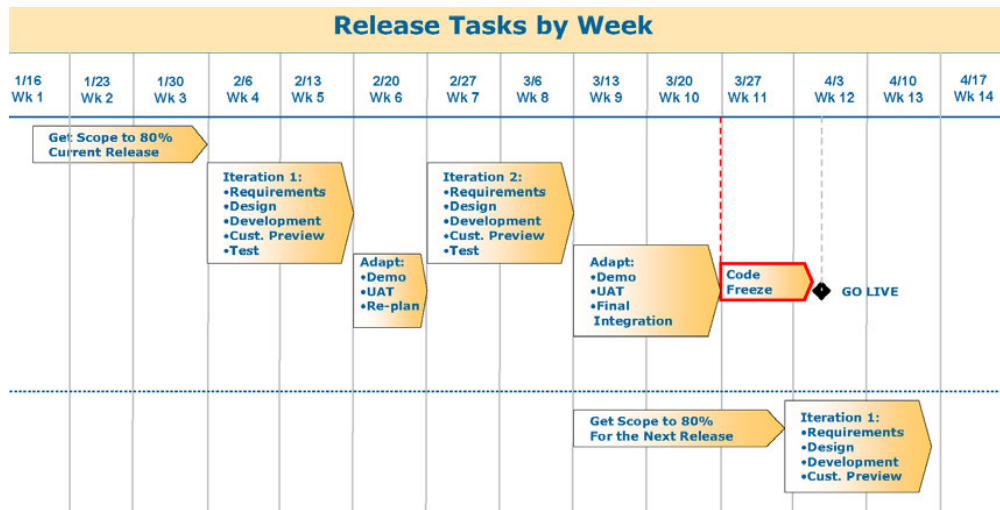 Release Tasks by Week
1/16 1/23 1/30 2/6 2/13 2/20 2/27 3/6 3/13 3/20 3/27 4/3 4/10 4/17
Wk 1 Wk 2 Wk 3 Wk 4 Wk 5 Wk 6 Wk 7 Wk 8 Wk 9 Wk 10 Wk 11 Wk 12 Wk 13 Wk 14
Get Scope to 80%
Current Release
Iteration 1:
•Requirements
•Design
•Development
•Cust. Preview
•Test
Adapt:
•Demo
•UAT
•Re-plan
Iteration 2:
•Requirements
•Design
•Development
•Cust. Preview
•Test
Adapt:
•Demo
•UAT
•Final
Integration
Code
Freeze
GO LIVE
Get Scope to 80%
For the Next Release
Iteration 1:
•Requirements
•Design
•Development
•Cust. Preview